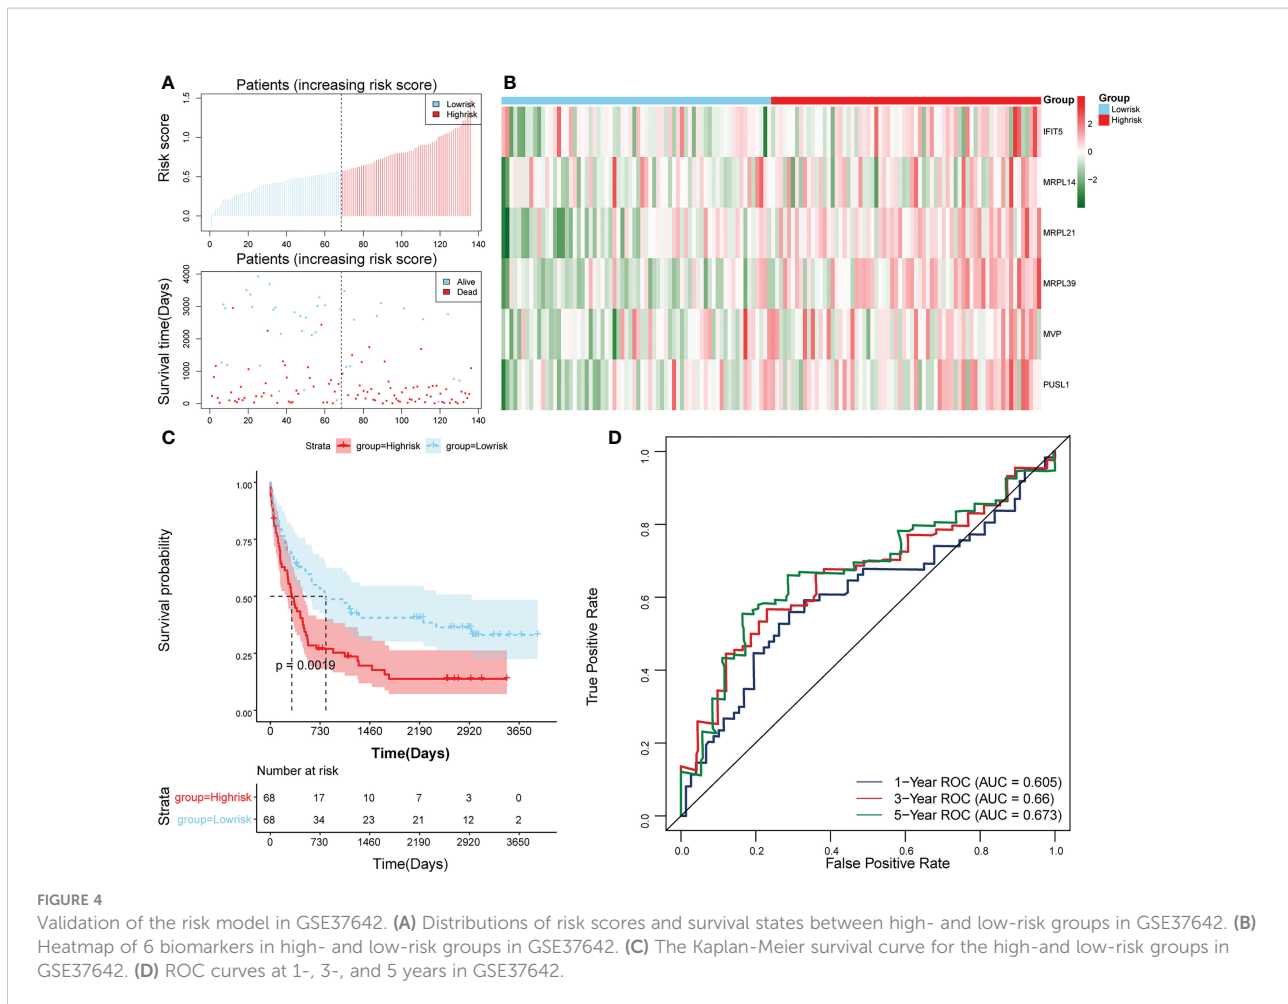 A
Patients (increasing risk score)
Risk score
1.5
1.0
0.5
0.0
Lowrisk
Highrisk
0 20 40 60 80 100 120 140
Patients (increasing risk score)
Survival time(Days)
4000
3000
2000
1000
0
Alive
Dead
0 20 40 60 80 100 120 140
B
Group
IFIT5
MRPL14
MRPL21
MRPL39
MVP
PUSL1
2
0
−2
Group
Lowrisk
Highrisk
C
Strata group=Highrisk group=Lowrisk
Survival probability
1.00
0.75
0.50
0.25
0.00
p = 0.0019
0 730 1460 2190 2920 3650
Time(Days)
Number at risk
Strata
group=Highrisk 68 17 10 7 3 0
group=Lowrisk 68 34 23 21 12 2
0 730 1460 2190 2920 3650
Time(Days)
D
True Positive Rate
1.0
0.8
0.6
0.4
0.2
0.0
1−Year ROC (AUC = 0.605)
3−Year ROC (AUC = 0.66)
5−Year ROC (AUC = 0.673)
0.0 0.2 0.4 0.6 0.8 1.0
False Positive Rate
FIGURE 4
Validation of the risk model in GSE37642. (A) Distributions of risk scores and survival states between high- and low-risk groups in GSE37642. (B)
Heatmap of 6 biomarkers in high- and low-risk groups in GSE37642. (C) The Kaplan-Meier survival curve for the high-and low-risk groups in
GSE37642. (D) ROC curves at 1-, 3-, and 5 years in GSE37642.